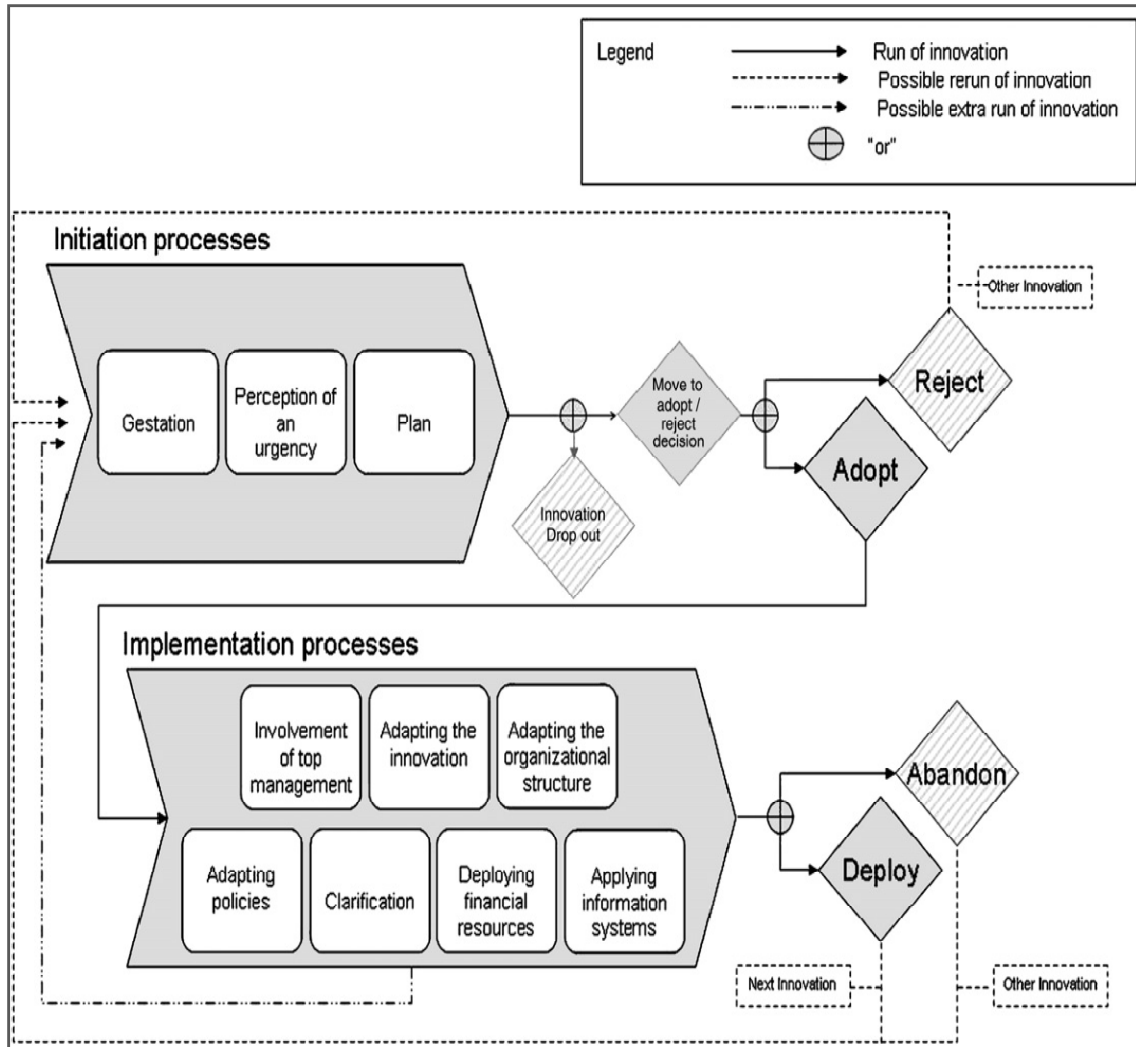 Legend
Run of innovation
Possible rerun of innovation
Possible extra run of innovation
"or"
Initiation processes
Other Innovation
Gestation
Perception of
an
urgency
Plan
Move to
adopt /
reject
decision
Reject
Adopt
Innovation
Drop out
Implementation processes
Involvement
of top
management
Adapting the
innovation
Adapting the
organizational
structure
Abandon
Adapting
policies
Clarification
Deploying
financial
resources
Applying
information
systems
Deploy
Next Innovation
Other Innovation